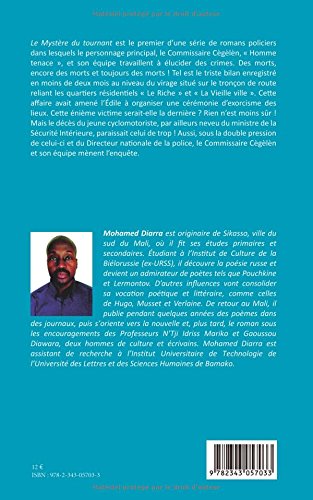 Le Mystère du tournant est le premier d'une série de romans policiers
dans lesquels le personnage principal, le Commissaire Cègèlèn, « Homme
tenace », et son équipe travaillent à élucider des crimes. Des morts,
encore des morts et toujours des morts ! Tel est le triste bilan enregistré
en moins de deux mois au niveau du virage situé sur le tronçon de route
reliant les quartiers résidentiels « Le Riche » et « La Vieille ville ». Cette
affaire avait amené l'Édile à organiser une cérémonie d'exorcisme des
lieux. Cette énième victime serait-elle la dernière ? Rien n'est moins sûr !
Mais le décès du jeune cyclomotoriste, par ailleurs neveu du ministre de la
Sécurité Intérieure, paraissait celui de trop ! Aussi, sous la double pression
de celui-ci et du Directeur national de la police, le Commissaire Cègèlèn
et son équipe mènent l'enquête.
Mohamed Diarra est originaire de Sikasso, ville du
sud du Mali, où il fit ses études primaires et
secondaires. Étudiant à l'Institut de Culture de la
Biélorussie (ex-URSS), il découvre la poésie russe et
devient un admirateur de poètes tels que Pouchkine
et Lermontov. D'autres influences vont consolider
sa vocation poétique et littéraire, comme celles
de Hugo, Musset et Verlaine. De retour au Mali, il
publie pendant quelques années des poèmes dans
des journaux, puis s'oriente vers la nouvelle et, plus tard, le roman sous
les encouragements des Professeurs N'Tji Idriss Mariko et Gaoussou
Diawara, deux hommes de culture et écrivains. Mohamed Diarra est
assistant de recherche à l'Institut Universitaire de Technologie de
l'Université des Lettres et des Sciences Humaines de Bamako.
12 €
ISBN : 978-2-343-05703-3
9 782343 057033
Document protégé par le droit d'auteur
Document protégé par le droit d'auteur